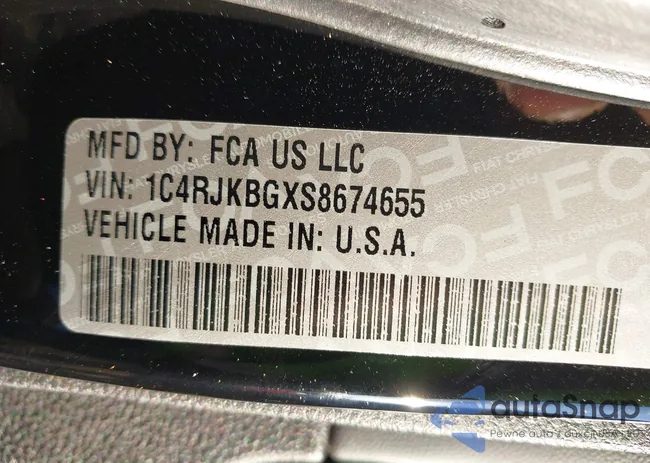 MFD BY: FCA US LLC
VIN: 1C4RJKBGXS8674655
VEHICLE MADE IN: U.S.A.
autoSnap